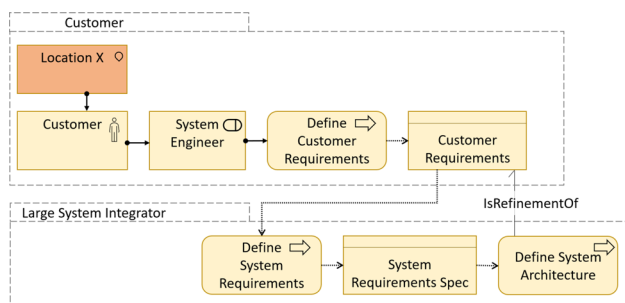 Customer
Location X
Customer
System
Engineer
Define
Customer
Requirements
Customer
Requirements
IsRefinementOf
Large System Integrator
Define
System
Requirements
System
Requirements Spec
Define System
Architecture